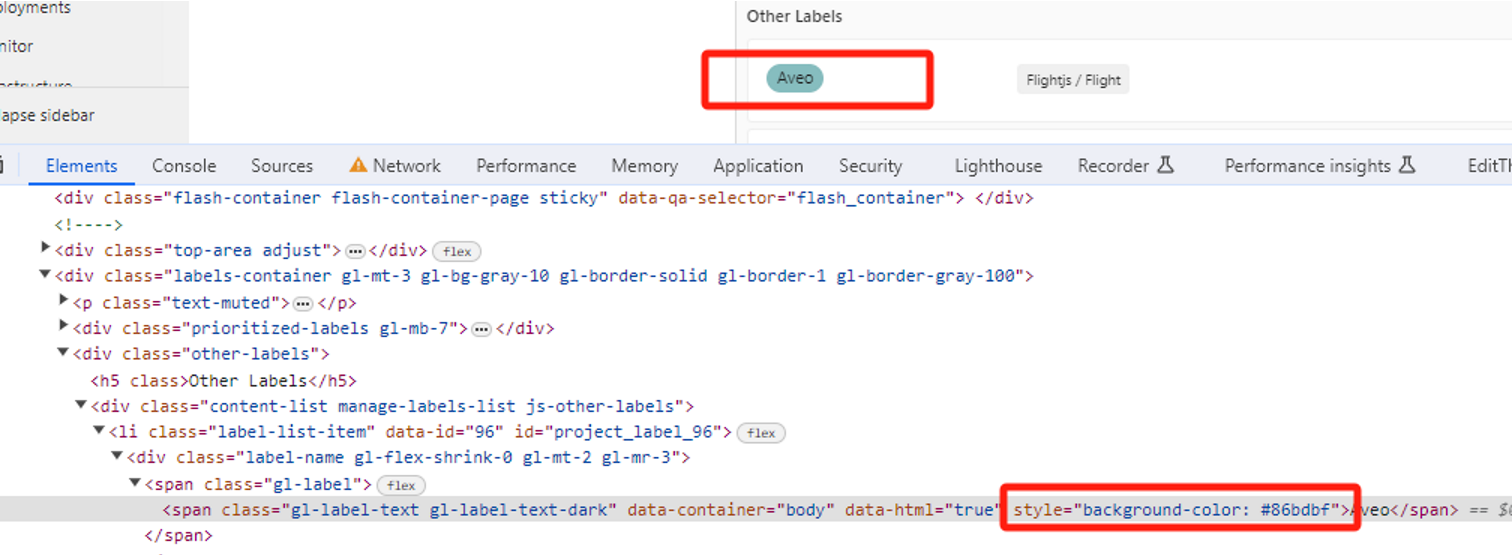 ployments
Other Labels
nitor
Aveo
Flightjs / Flight
apse sidebar
Elements Console Sources Network Performance Memory Application Security Lighthouse Recorder Performance insights EditTh
<div class="flash-container flash-container-page sticky" data-qa-selector="flash_container"> </div>
<!---->
<div class="top-area adjust"> ••• </div> flex
<div class="labels-container gl-mt-3 gl-bg-gray-10 gl-border-solid gl-border-1 gl-border-gray-100">
<p class="text-muted"> ••• </p>
<div class="prioritized-labels gl-mb-7"> ••• </div>
<div class="other-labels">
<h5 class>Other Labels</h5>
<div class="content-list manage-labels-list js-other-labels">
<li class="label-list-item" data-id="96" id="project_label_96"> flex
<div class="label-name gl-flex-shrink-0 gl-mt-2 gl-mr-3">
<span class="gl-label"> flex
<span class="gl-label-text gl-label-text-dark" data-container="body" data-html="true" style="background-color: #86bdbf">Aveo</span> == $0
</span>